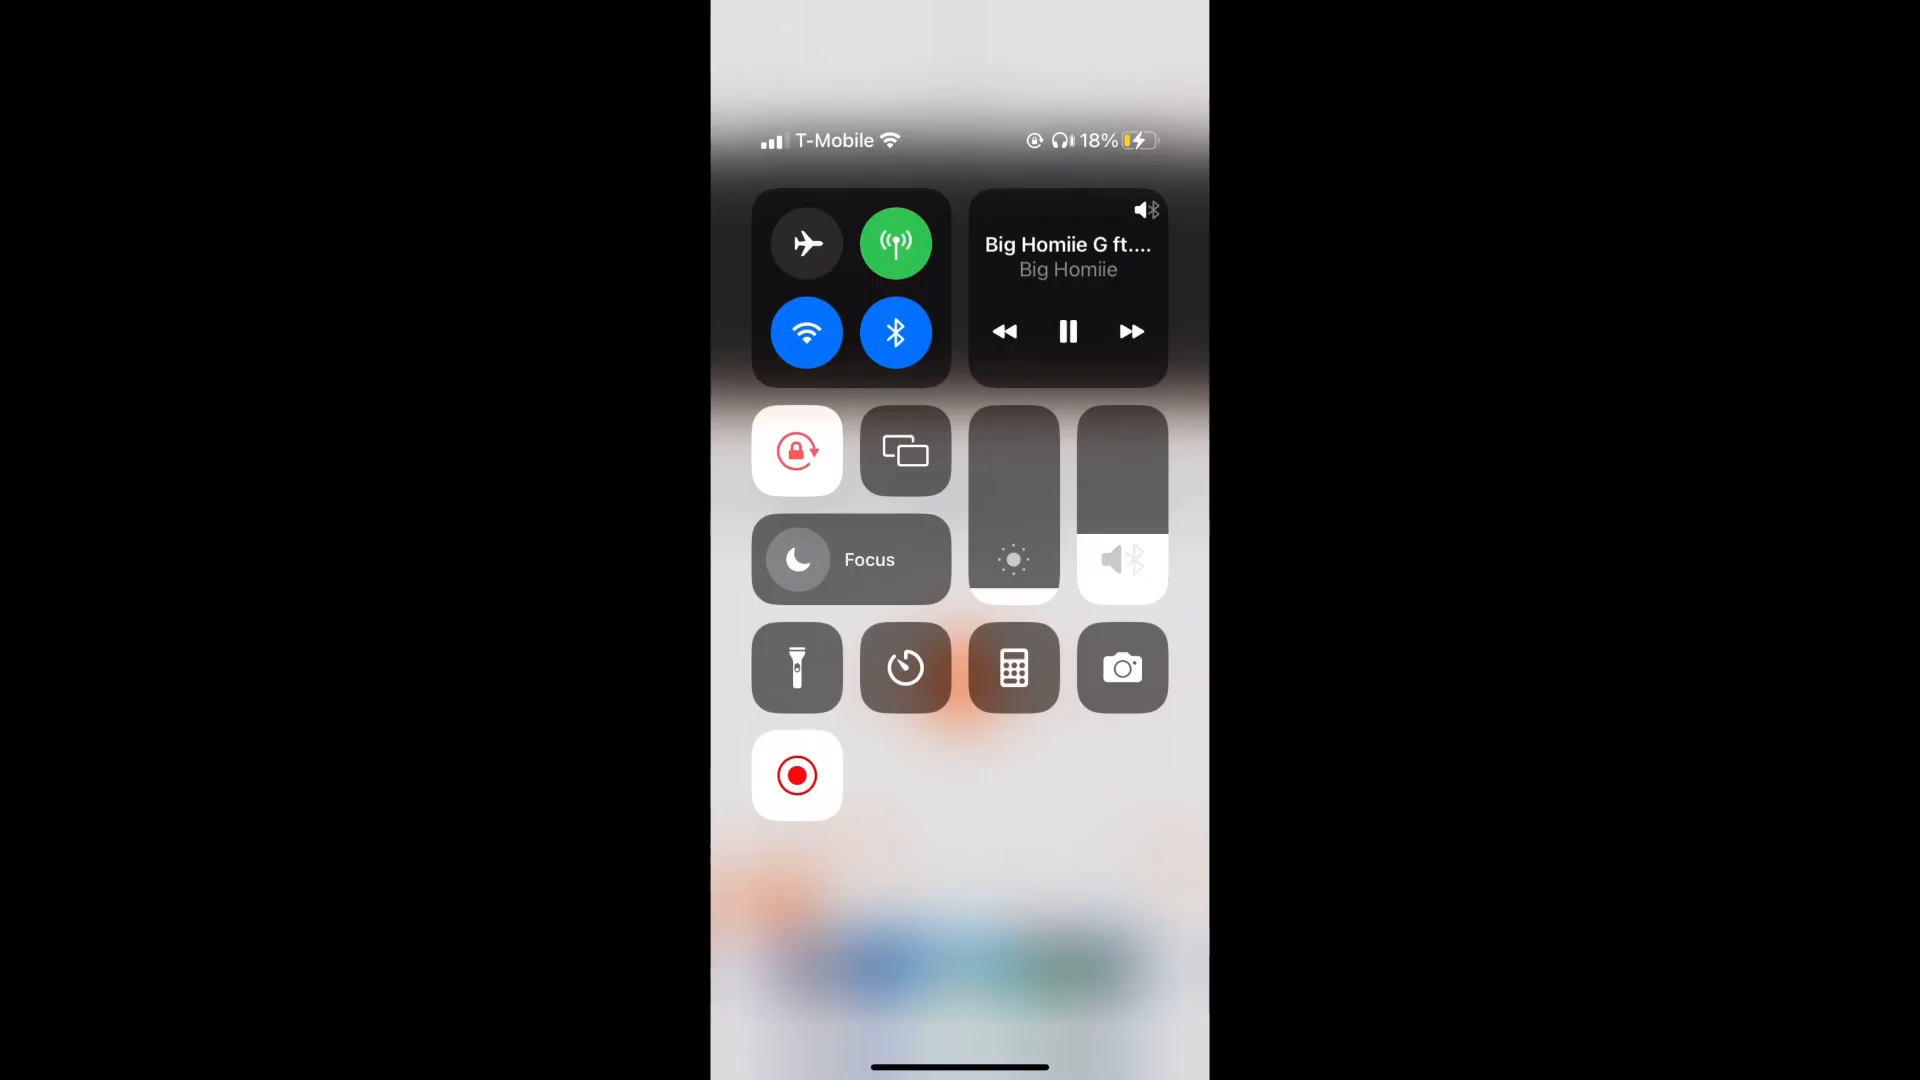 T-Mobile
18%
Big Homiie G ft....
Big Homiie
Focus